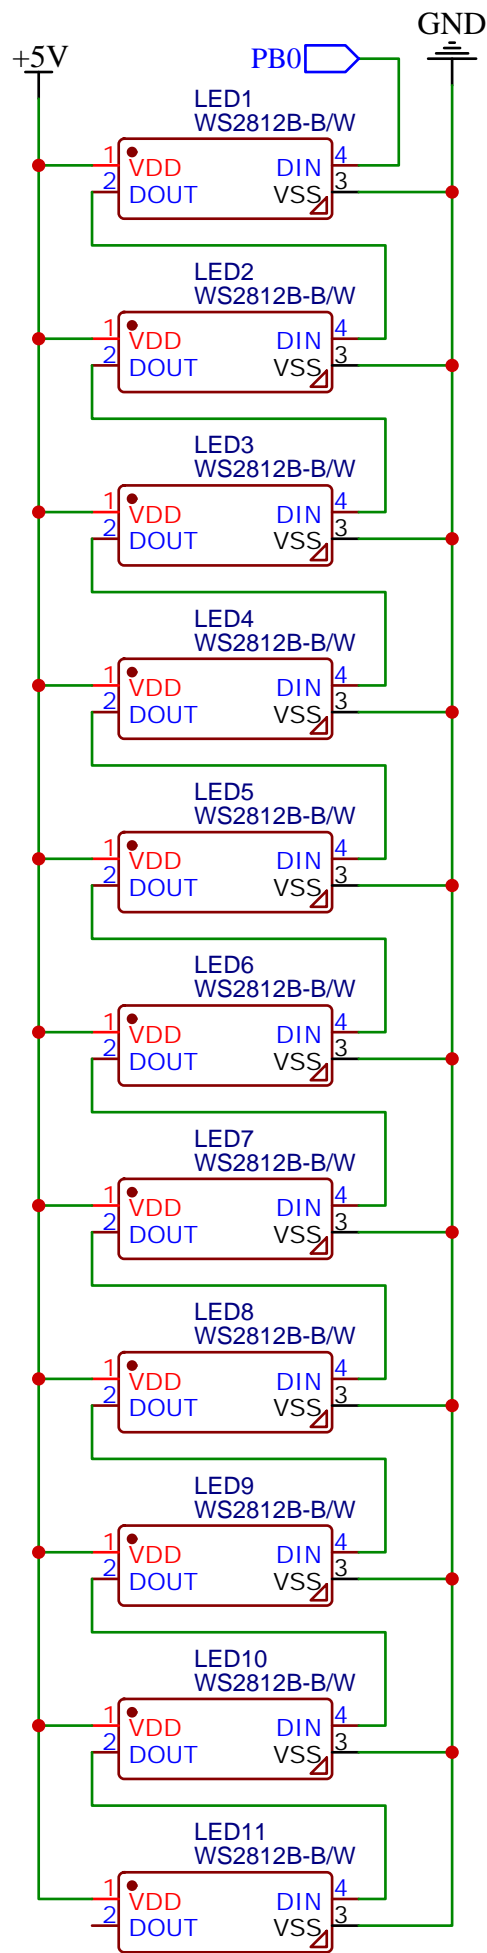 GND
+5V
PB0
LED1
WS2812B-B/W
1 VDD DIN 4
2 DOUT VSS 3
LED2
WS2812B-B/W
1 VDD DIN 4
2 DOUT VSS 3
LED3
WS2812B-B/W
1 VDD DIN 4
2 DOUT VSS 3
LED4
WS2812B-B/W
1 VDD DIN 4
2 DOUT VSS 3
LED5
WS2812B-B/W
1 VDD DIN 4
2 DOUT VSS 3
LED6
WS2812B-B/W
1 VDD DIN 4
2 DOUT VSS 3
LED7
WS2812B-B/W
1 VDD DIN 4
2 DOUT VSS 3
LED8
WS2812B-B/W
1 VDD DIN 4
2 DOUT VSS 3
LED9
WS2812B-B/W
1 VDD DIN 4
2 DOUT VSS 3
LED10
WS2812B-B/W
1 VDD DIN 4
2 DOUT VSS 3
LED11
WS2812B-B/W
1 VDD DIN 4
2 DOUT VSS 3